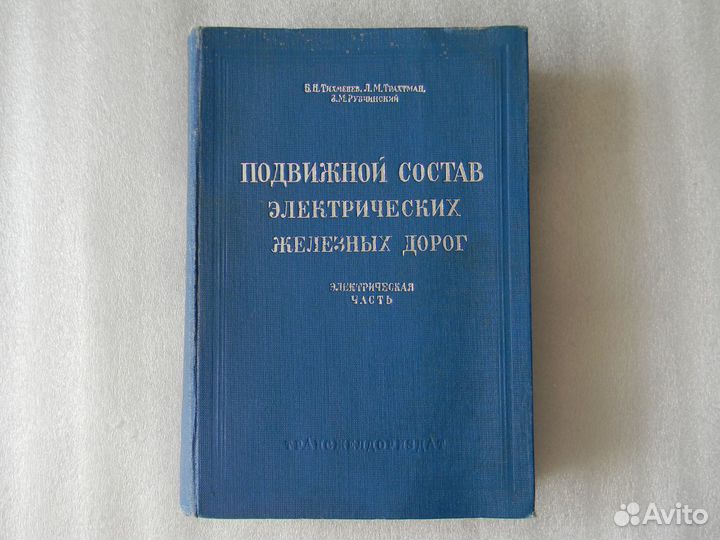 Б.Н. Тихменев, Л.М. Трахтман,
З.М. Рубчинский
ПОДВИЖНОЙ СОСТАВ
ЭЛЕКТРИЧЕСКИХ
ЖЕЛЕЗНЫХ ДОРОГ
ЭЛЕКТРИЧЕСКАЯ
ЧАСТЬ
ТРАНСЖЕЛДОРИЗДАТ
Avito